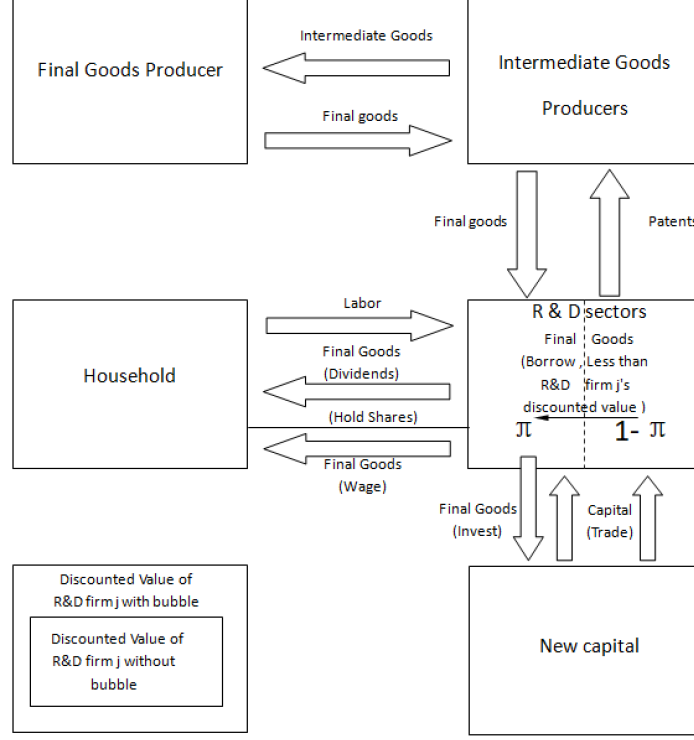 Final Goods Producer
Intermediate Goods
Final goods
Intermediate Goods
Producers
Final goods
Patents
Household
Labor
Final Goods
(Dividends)
(Hold Shares)
Final Goods
(Wage)
R & D sectors
Final Goods
(Borrow , Less than
R&D firm j's
discounted value )
π 1- π
Final Goods
(Invest)
Capital
(Trade)
Discounted Value of
R&D firm j with bubble
Discounted Value of
R&D firm j without
bubble
New capital